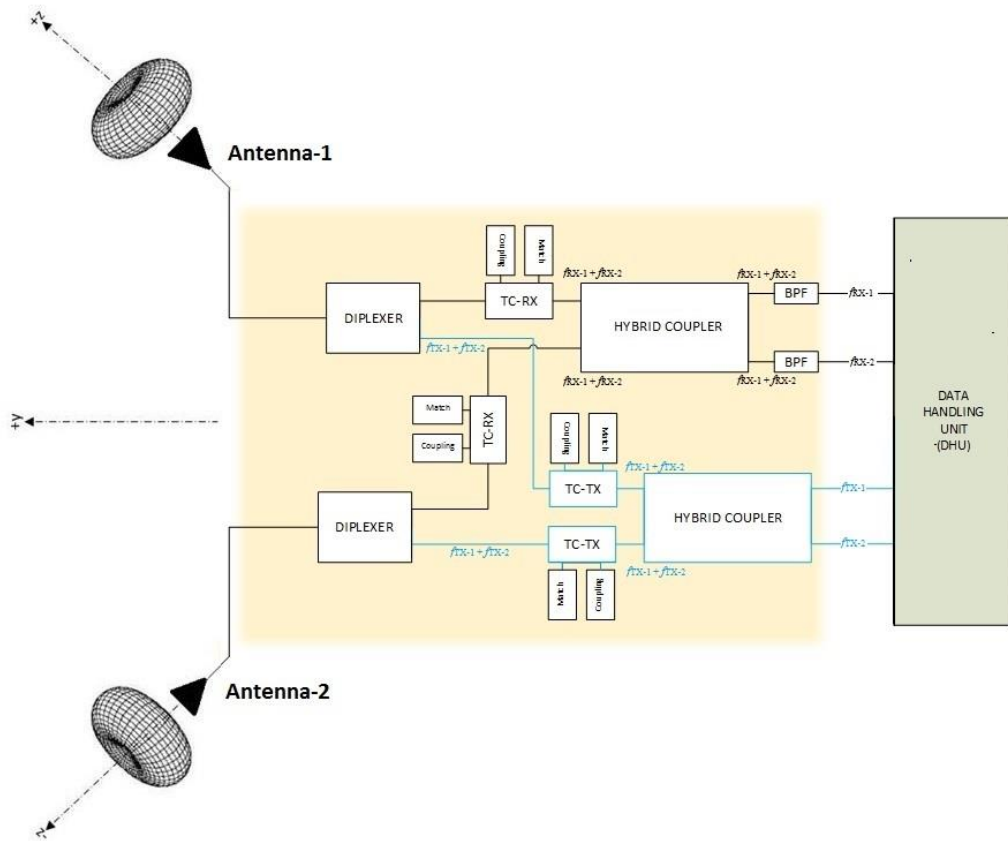 +z
Antenna-1
Coupling
Match
fRX-1 + fRX-2
fRX-1 + fRX-2
TC-RX
BPF
fRX-1
DIPLEXER
HYBRID COUPLER
fTX-1 + fTX-2
BPF
fRX-2
fRX-1 + fRX-2
fRX-1 + fRX-2
Match
Coupling
TC-RX
+y
DATA
HANDLING
UNIT
-(DHU)
Coupling
Match
fTX-1 + fTX-2
TC-TX
fTX-1
HYBRID COUPLER
DIPLEXER
TC-TX
fTX-2
fTX-1 + fTX-2
fTX-1 + fTX-2
Match
Coupling
Antenna-2
-z